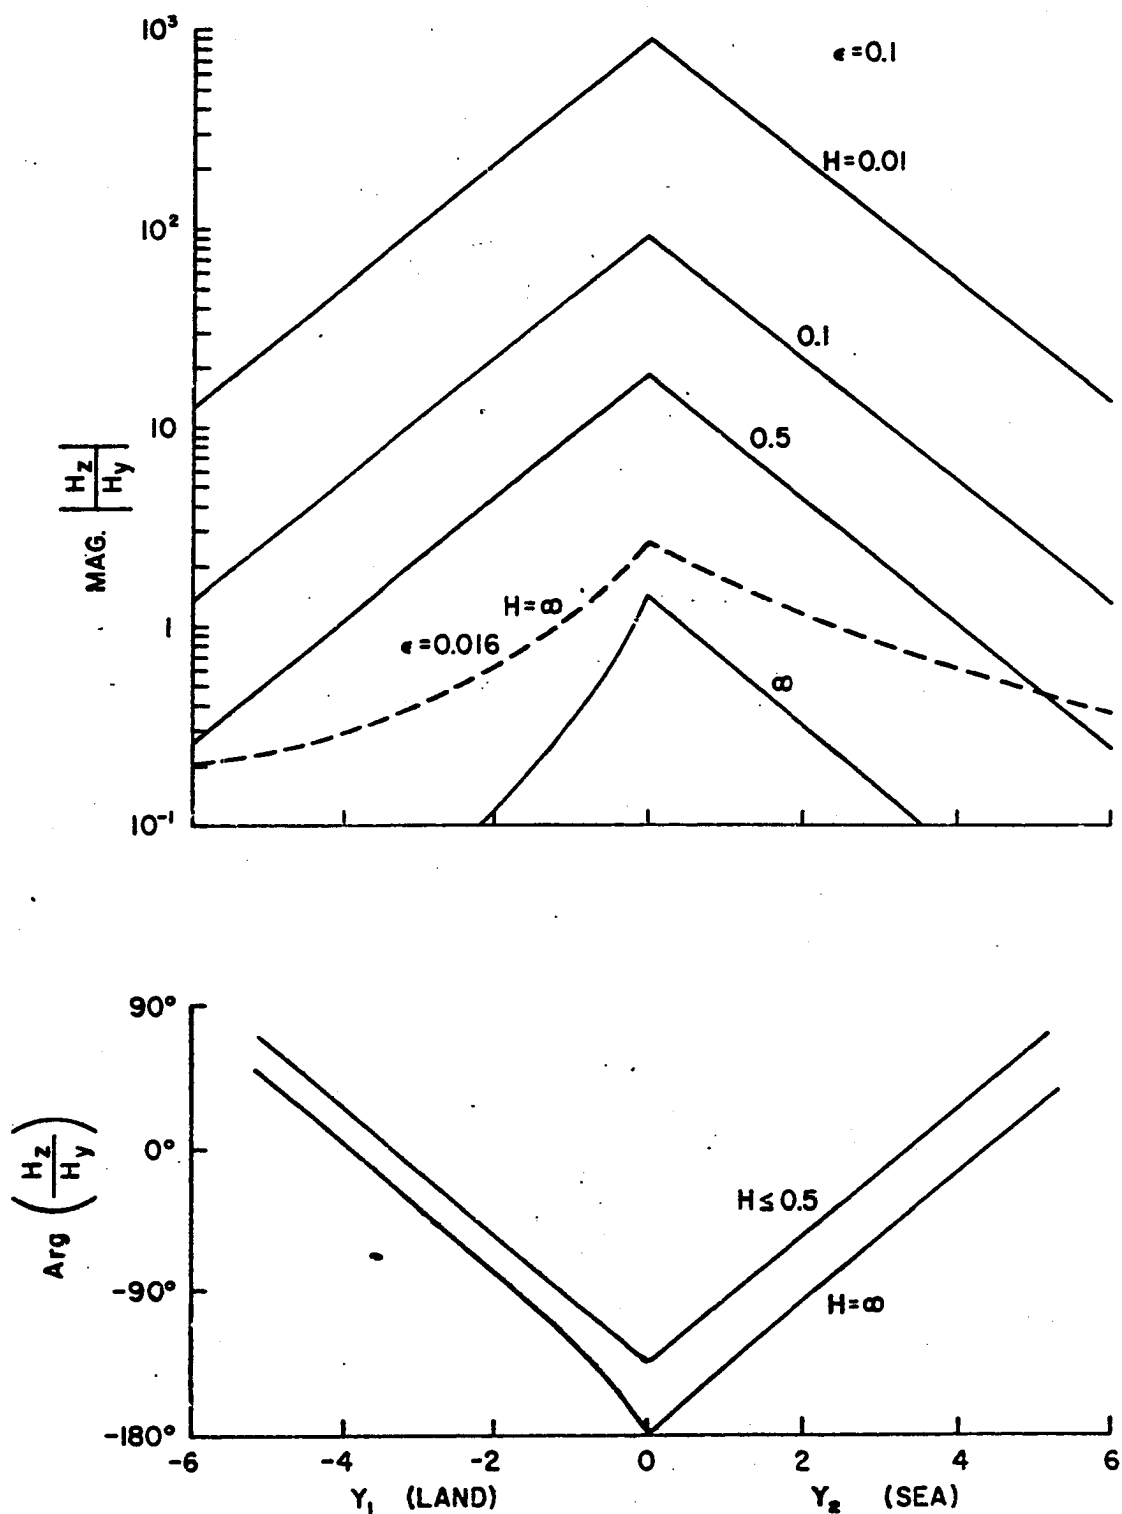 10³
ϵ=0.1
H=0.01
10²
0.1
10
0.5
MAG. |Hz/Hy|
H=∞
1
ϵ=0.016
∞
10⁻¹
90°
0°
H≤0.5
Arg (Hz/Hy)
-90°
H=∞
-180°
-6 -4 -2 0 2 4 6
Y₁ (LAND) Y₂ (SEA)